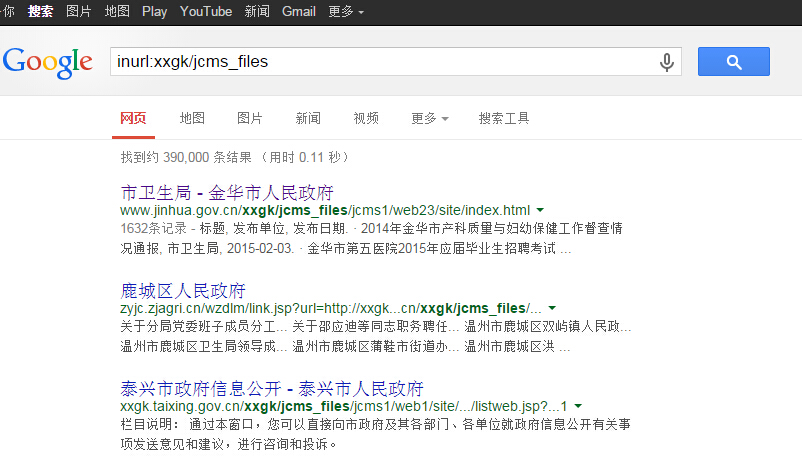 你 搜索 图片 地图 Play YouTube 新闻 Gmail 更多
Google inurl:xxgk/jcms_files
网页 地图 图片 新闻 视频 更多 搜索工具
找到约 390,000 条结果 （用时 0.11 秒）
市卫生局 - 金华市人民政府
www.jinhua.gov.cn/xxgk/jcms_files/jcms1/web23/site/index.html
1632条记录 - 标题, 发布单位, 发布日期. · 2014年金华市产科质量与妇幼保健工作督查情
况通报, 市卫生局, 2015-02-03. · 金华市第五医院2015年应届毕业生招聘考试 ...
鹿城区人民政府
zyjc.zjagri.cn/wzdlm/link.jsp?url=http://xxgk...cn/xxgk/jcms_files/...
关于分局党委班子成员分工... 关于邵应迪等同志职务聘任... 温州市鹿城区双屿镇人民政...
温州市鹿城区卫生局领导成... 温州市鹿城区蒲鞋市街道办... 温州市鹿城区洪 ...
泰兴市政府信息公开 - 泰兴市人民政府
xxgk.taixing.gov.cn/xxgk/jcms_files/jcms1/web1/site/.../listweb.jsp?...1
栏目说明： 通过本窗口，您可以直接向市政府及其各部门、各单位就政府信息公开有关事
项发送意见和建议，进行咨询和投诉。